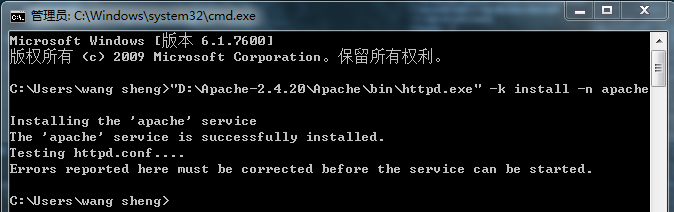 管理员: C:\Windows\system32\cmd.exe
Microsoft Windows [版本 6.1.7600]
版权所有 (c) 2009 Microsoft Corporation。保留所有权利。
C:\Users\wang sheng>"D:\Apache-2.4.20\Apache\bin\httpd.exe" -k install -n apache
Installing the 'apache' service
The 'apache' service is successfully installed.
Testing httpd.conf....
Errors reported here must be corrected before the service can be started.
C:\Users\wang sheng>